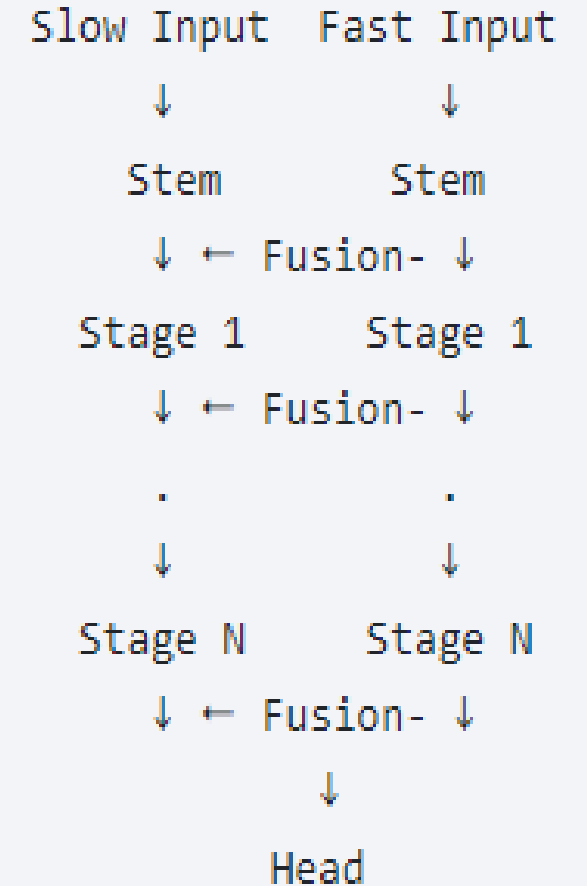 Slow Input  Fast Input
↓ ↓
Stem Stem
↓ ← Fusion- ↓
Stage 1 Stage 1
↓ ← Fusion- ↓
. .
↓ ↓
Stage N Stage N
↓ ← Fusion- ↓
↓
Head